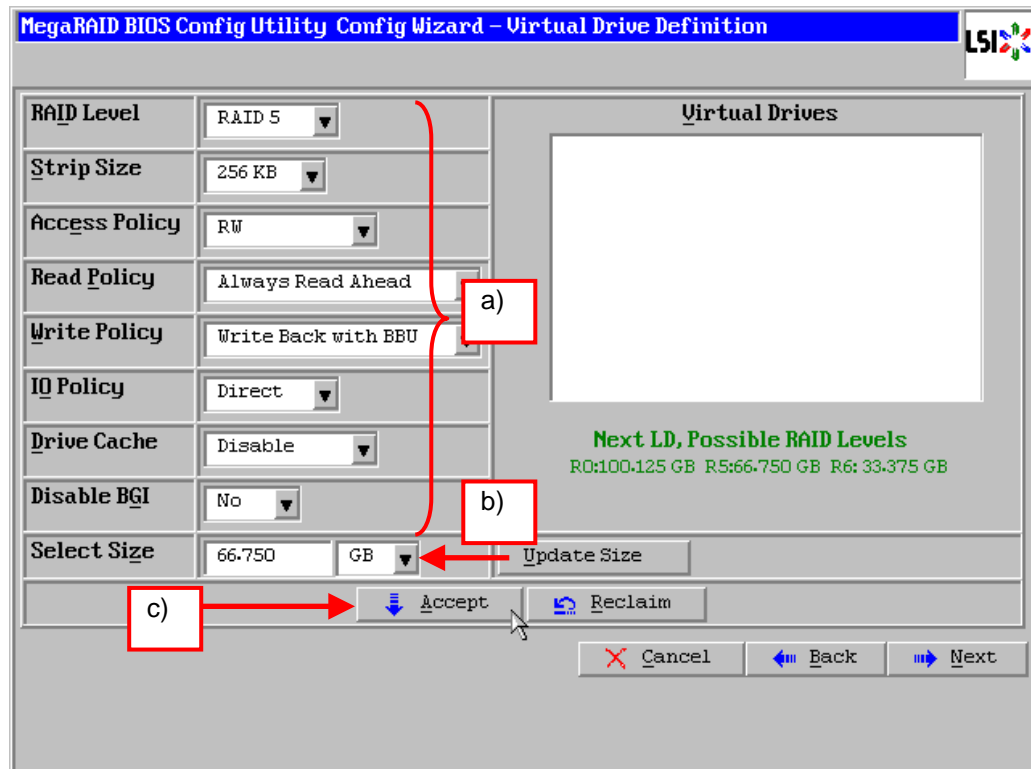 MegaRAID BIOS Config Utility Config Wizard – Virtual Drive Definition
LSI
RAID Level
RAID 5
Strip Size
256 KB
Access Policy
RW
Read Policy
Always Read Ahead
Write Policy
Write Back with BBU
IO Policy
Direct
Drive Cache
Disable
Disable BGI
No
Select Size
66.750
GB
Update Size
a)
b)
c)
Virtual Drives
Next LD, Possible RAID Levels
R0:100.125 GB R5:66.750 GB R6: 33.375 GB
Accept
Reclaim
Cancel
Back
Next